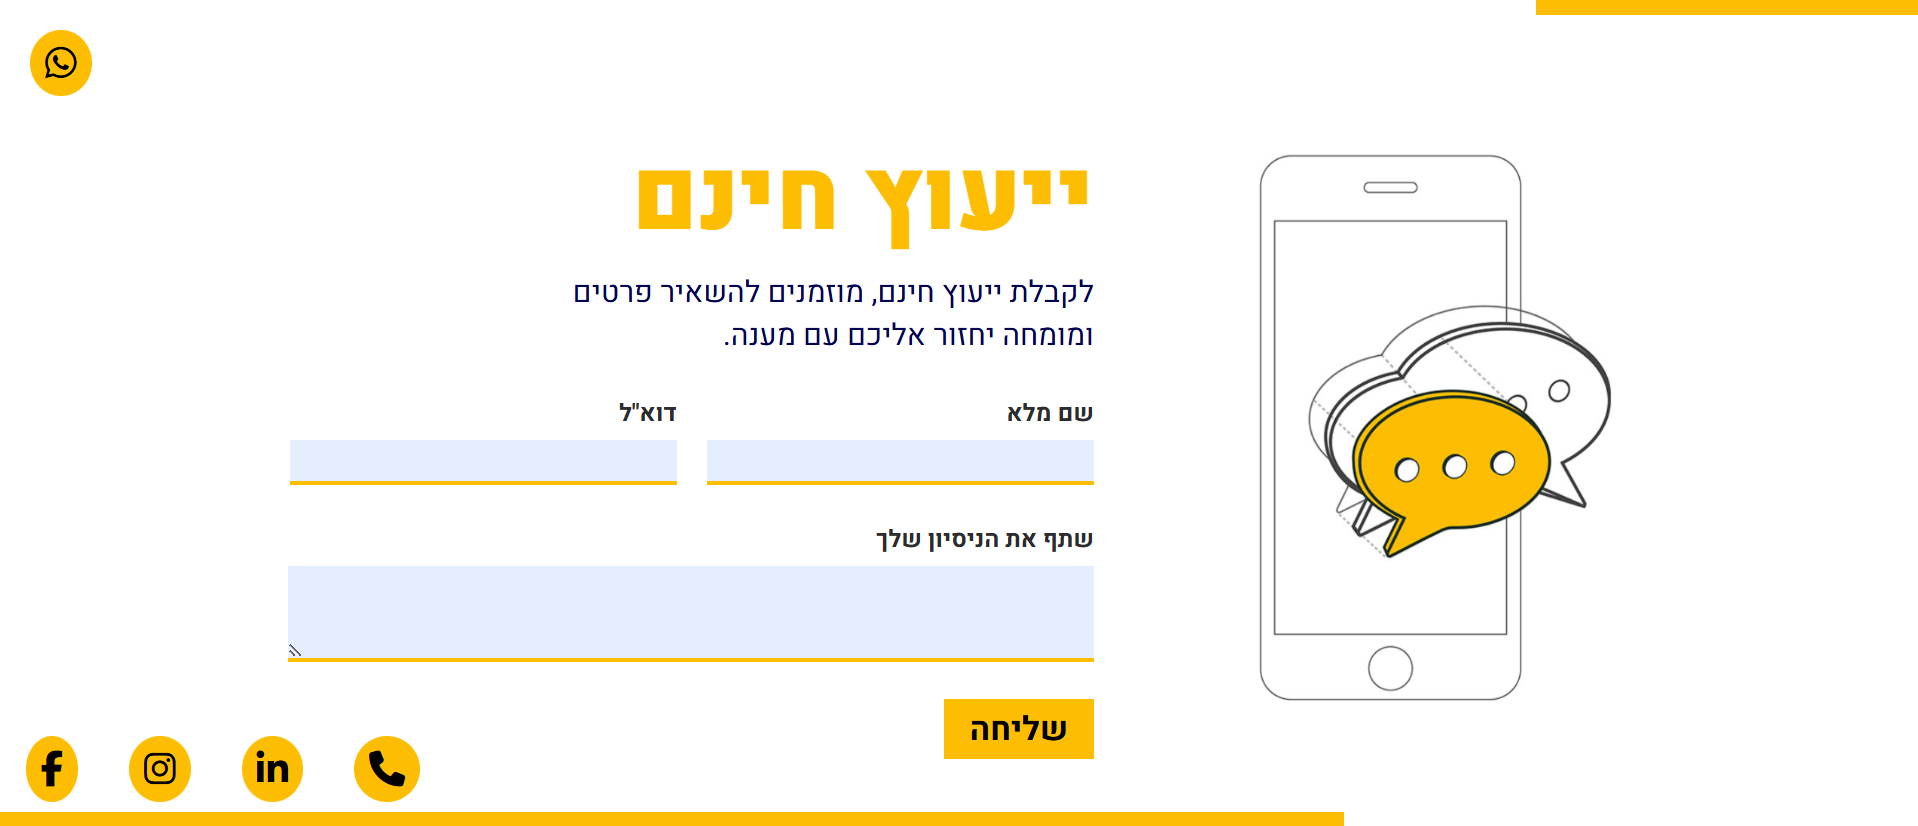 ייעוץ חינם
לקבלת ייעוץ חינם, מוזמנים להשאיר פרטים
ומומחה יחזור אליכם עם מענה.
שם מלא
דוא"ל
שתף את הניסיון שלך
שליחה